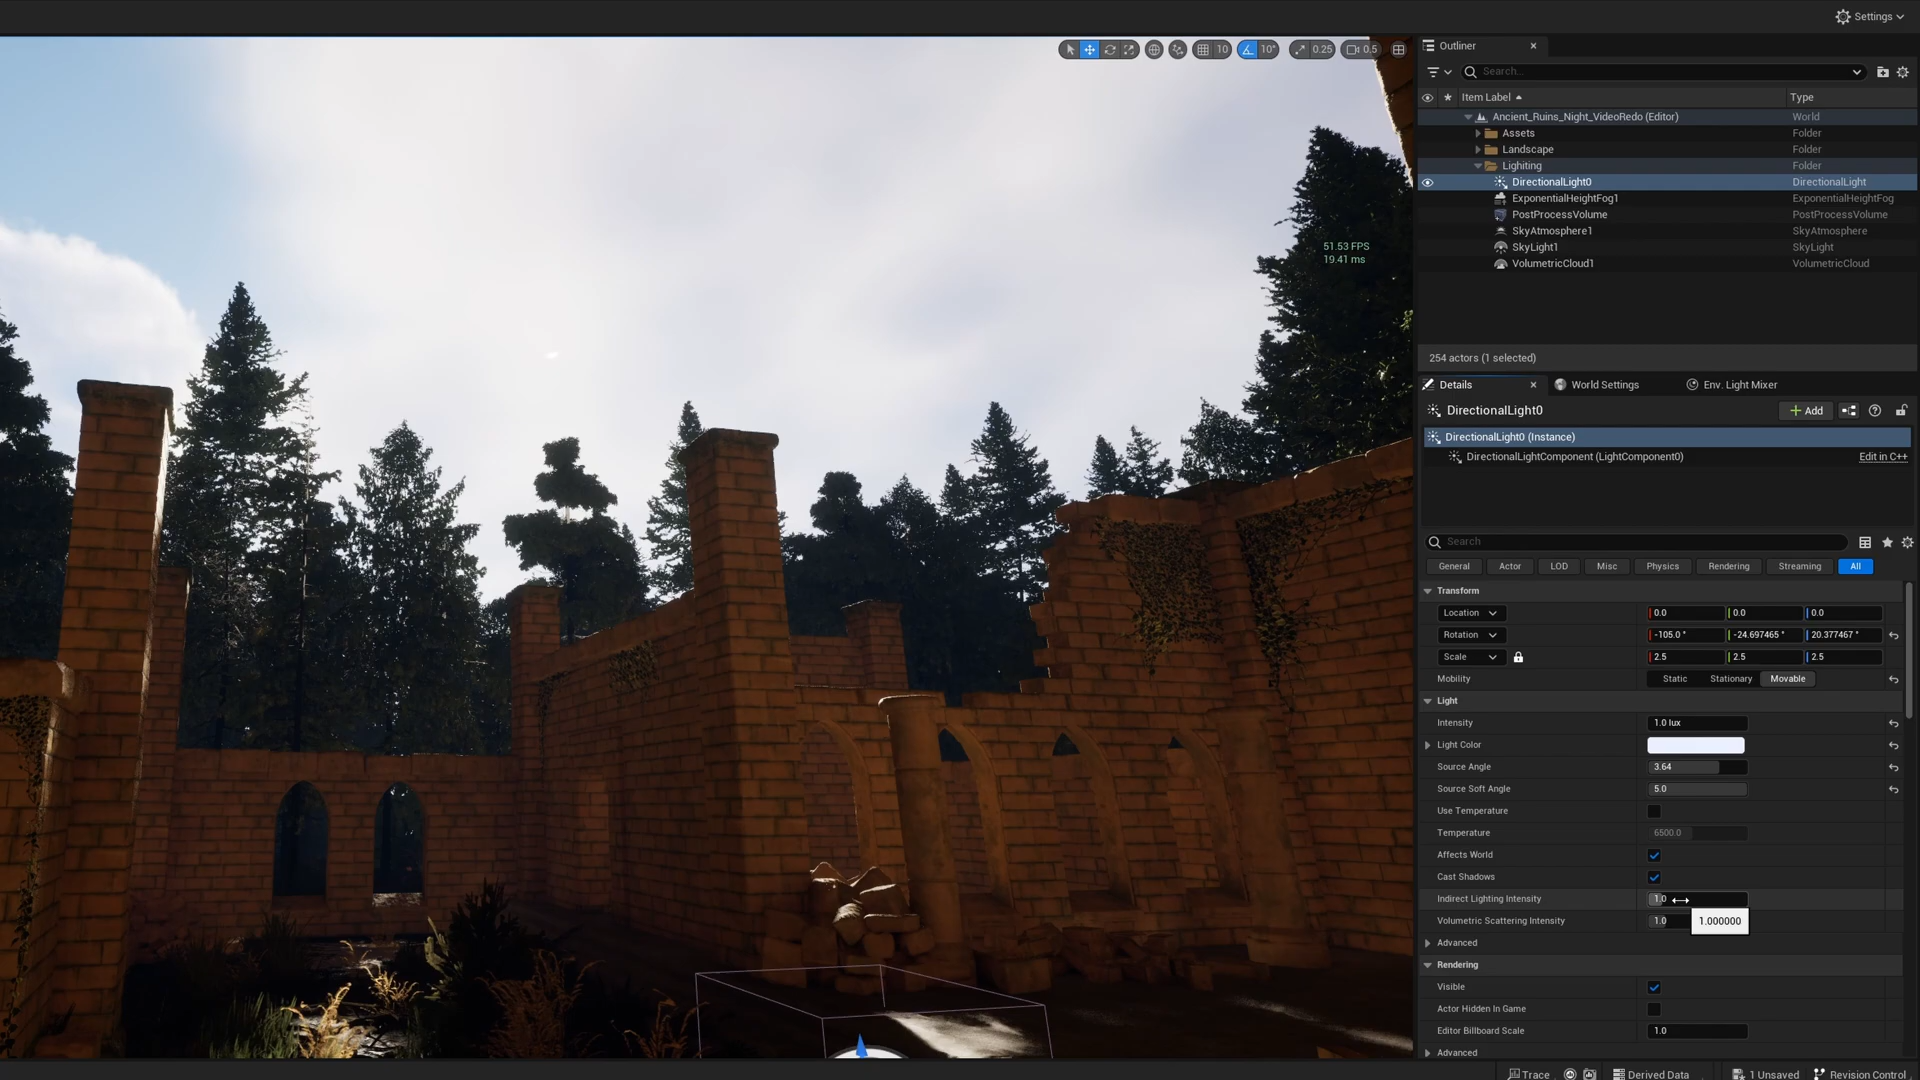 Settings
10
10°
0.25
0.5
Outliner
Search...
Item Label
Type
Ancient_Ruins_Night_VideoRedo (Editor)
World
Assets
Folder
Landscape
Folder
Lighiting
Folder
DirectionalLight0
DirectionalLight
ExponentialHeightFog1
ExponentialHeightFog
PostProcessVolume
PostProcessVolume
SkyAtmosphere1
SkyAtmosphere
SkyLight1
SkyLight
VolumetricCloud1
VolumetricCloud
51.53 FPS
19.41 ms
254 actors (1 selected)
Details
World Settings
Env. Light Mixer
DirectionalLight0
Add
DirectionalLight0 (Instance)
DirectionalLightComponent (LightComponent0)
Edit in C++
Search
General
Actor
LOD
Misc
Physics
Rendering
Streaming
All
Transform
Location
0.0
0.0
0.0
Rotation
-105.0 °
-24.697465 °
20.377467 °
Scale
2.5
2.5
2.5
Mobility
Static
Stationary
Movable
Light
Intensity
1.0 lux
Light Color
Source Angle
3.64
Source Soft Angle
5.0
Use Temperature
Temperature
6500.0
Affects World
Cast Shadows
Indirect Lighting Intensity
1.0
Volumetric Scattering Intensity
1.0
1.000000
Advanced
Rendering
Visible
Actor Hidden In Game
Editor Billboard Scale
1.0
Advanced
Trace
Derived Data
1 Unsaved
Revision Control